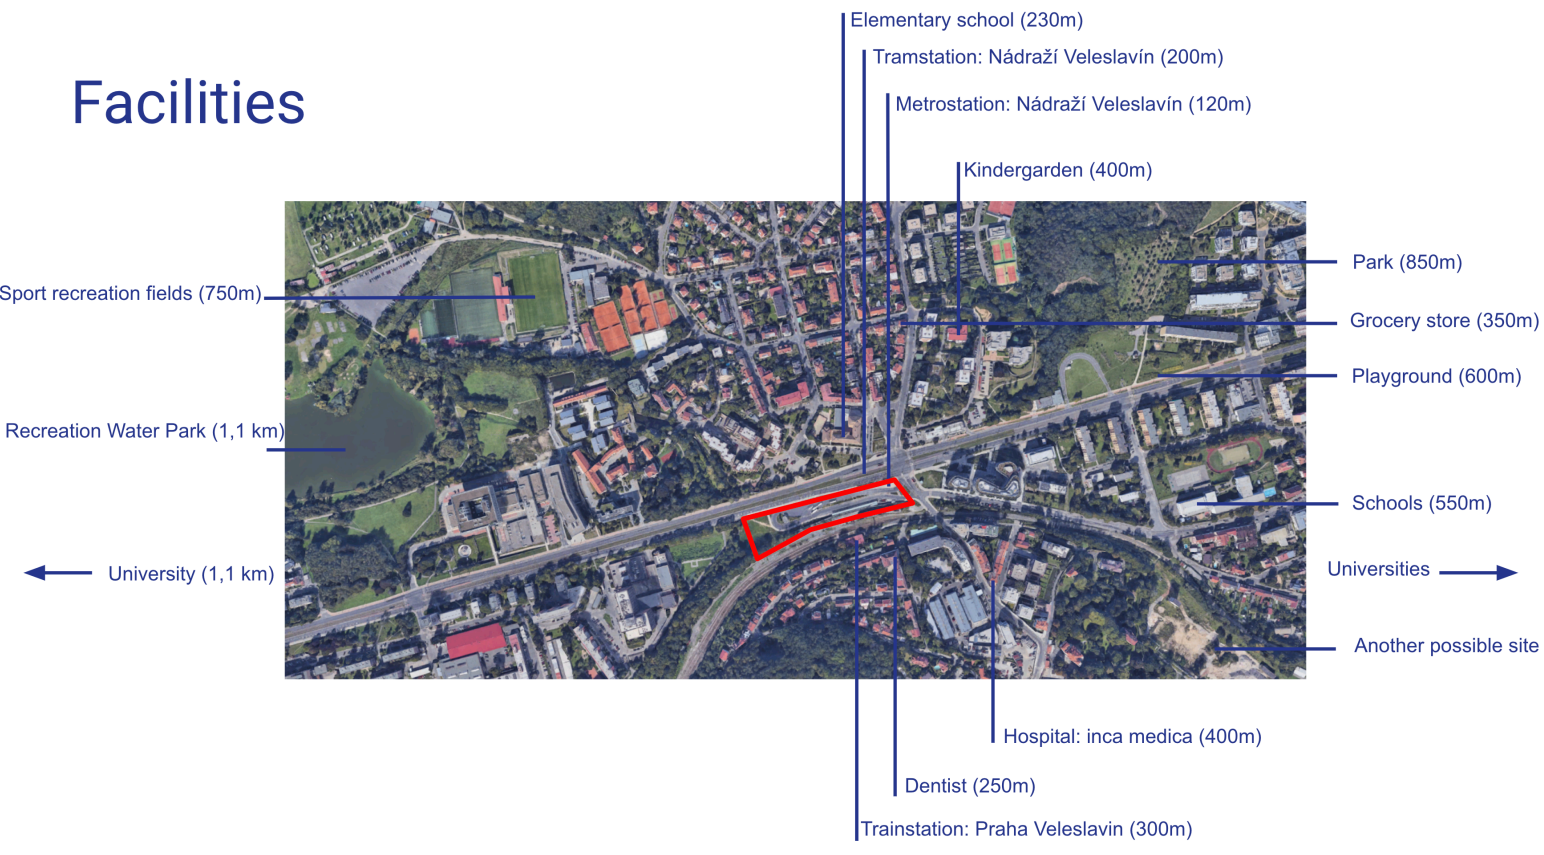 Elementary school (230m)
Tramstation: Nádraží Veleslavín (200m)
Facilities
Metrostation: Nádraží Veleslavín (120m)
Kindergarden (400m)
Park (850m)
Sport recreation fields (750m)
Grocery store (350m)
Playground (600m)
Recreation Water Park (1,1 km)
Schools (550m)
University (1,1 km)
Universities
Another possible site
Hospital: inca medica (400m)
Dentist (250m)
Trainstation: Praha Veleslavin (300m)